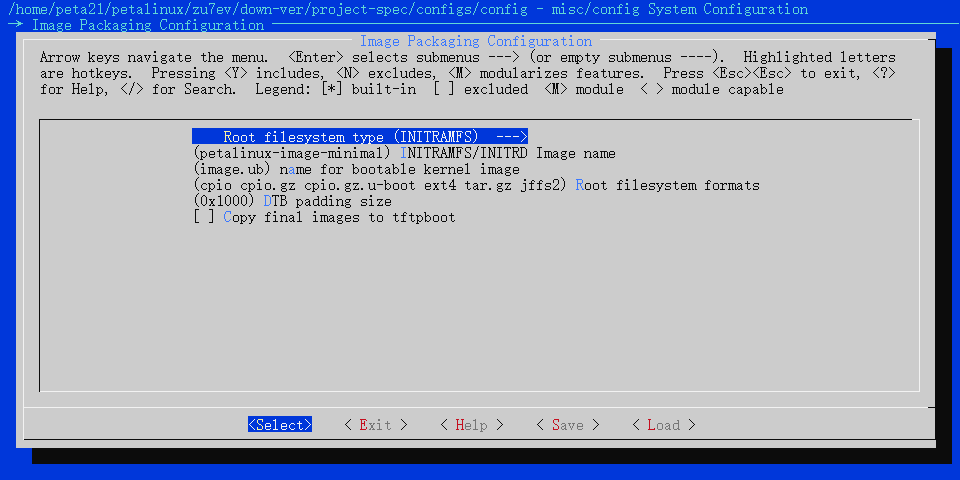 /home/peta21/petalinux/zu7ev/down-ver/project-spec/configs/config - misc/config System Configuration
→ Image Packaging Configuration
Image Packaging Configuration
Arrow keys navigate the menu.  <Enter> selects submenus ---> (or empty submenus ----).  Highlighted letters
are hotkeys.  Pressing <Y> includes, <N> excludes, <M> modularizes features.  Press <Esc><Esc> to exit, <?>
for Help, </> for Search.  Legend: [*] built-in  [ ] excluded  <M> module  < > module capable
Root filesystem type (INITRAMFS)  --->
(petalinux-image-minimal) INITRAMFS/INITRD Image name
(image.ub) name for bootable kernel image
(cpio cpio.gz cpio.gz.u-boot ext4 tar.gz jffs2) Root filesystem formats
(0x1000) DTB padding size
[ ] Copy final images to tftpboot
<Select>    < Exit >    < Help >    < Save >    < Load >